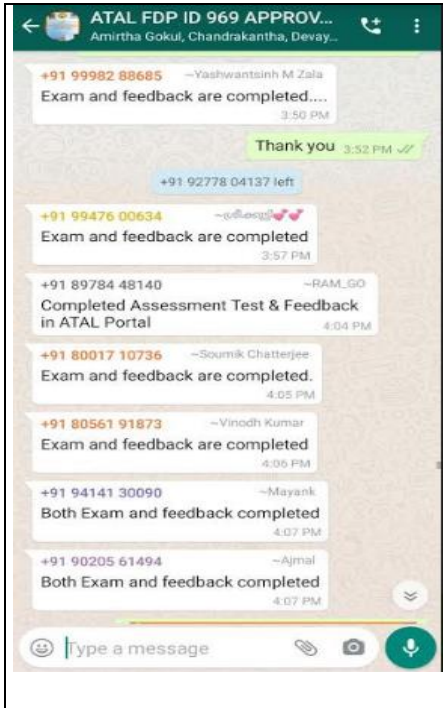 ATAL FDP ID 969 APPROV...
Amirtha Gokul, Chandrakantha, Devay...
+91 99982 88685 ~Yashwantsinh M Zala
Exam and feedback are completed....
3:50 PM
Thank you 3:52 PM
+91 92778 04137 left
+91 99476 00634
Exam and feedback are completed
3:57 PM
+91 89784 48140 ~RAM_GO
Completed Assessment Test & Feedback
in ATAL Portal 4:04 PM
+91 80017 10736 ~Soumik Chatterjee
Exam and feedback are completed.
4:05 PM
+91 80561 91873 ~Vinodh Kumar
Exam and feedback are completed
4:06 PM
+91 94141 30090 ~Mayank
Both Exam and feedback completed
4:07 PM
+91 90205 61494 ~Ajmal
Both Exam and feedback completed
4:07 PM
Type a message